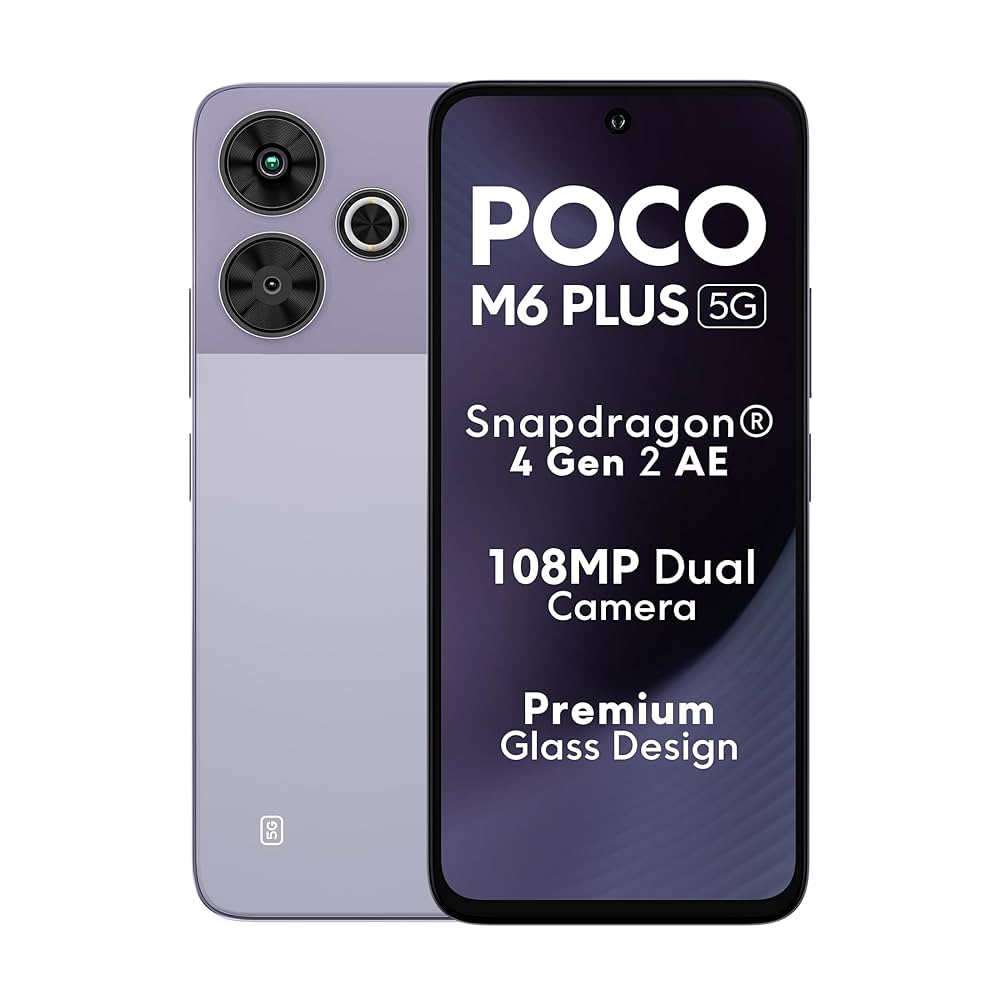 POCO
M6 PLUS 5G
Snapdragon®
4 Gen 2 AE
108MP Dual
Camera
Premium
Glass Design
5G